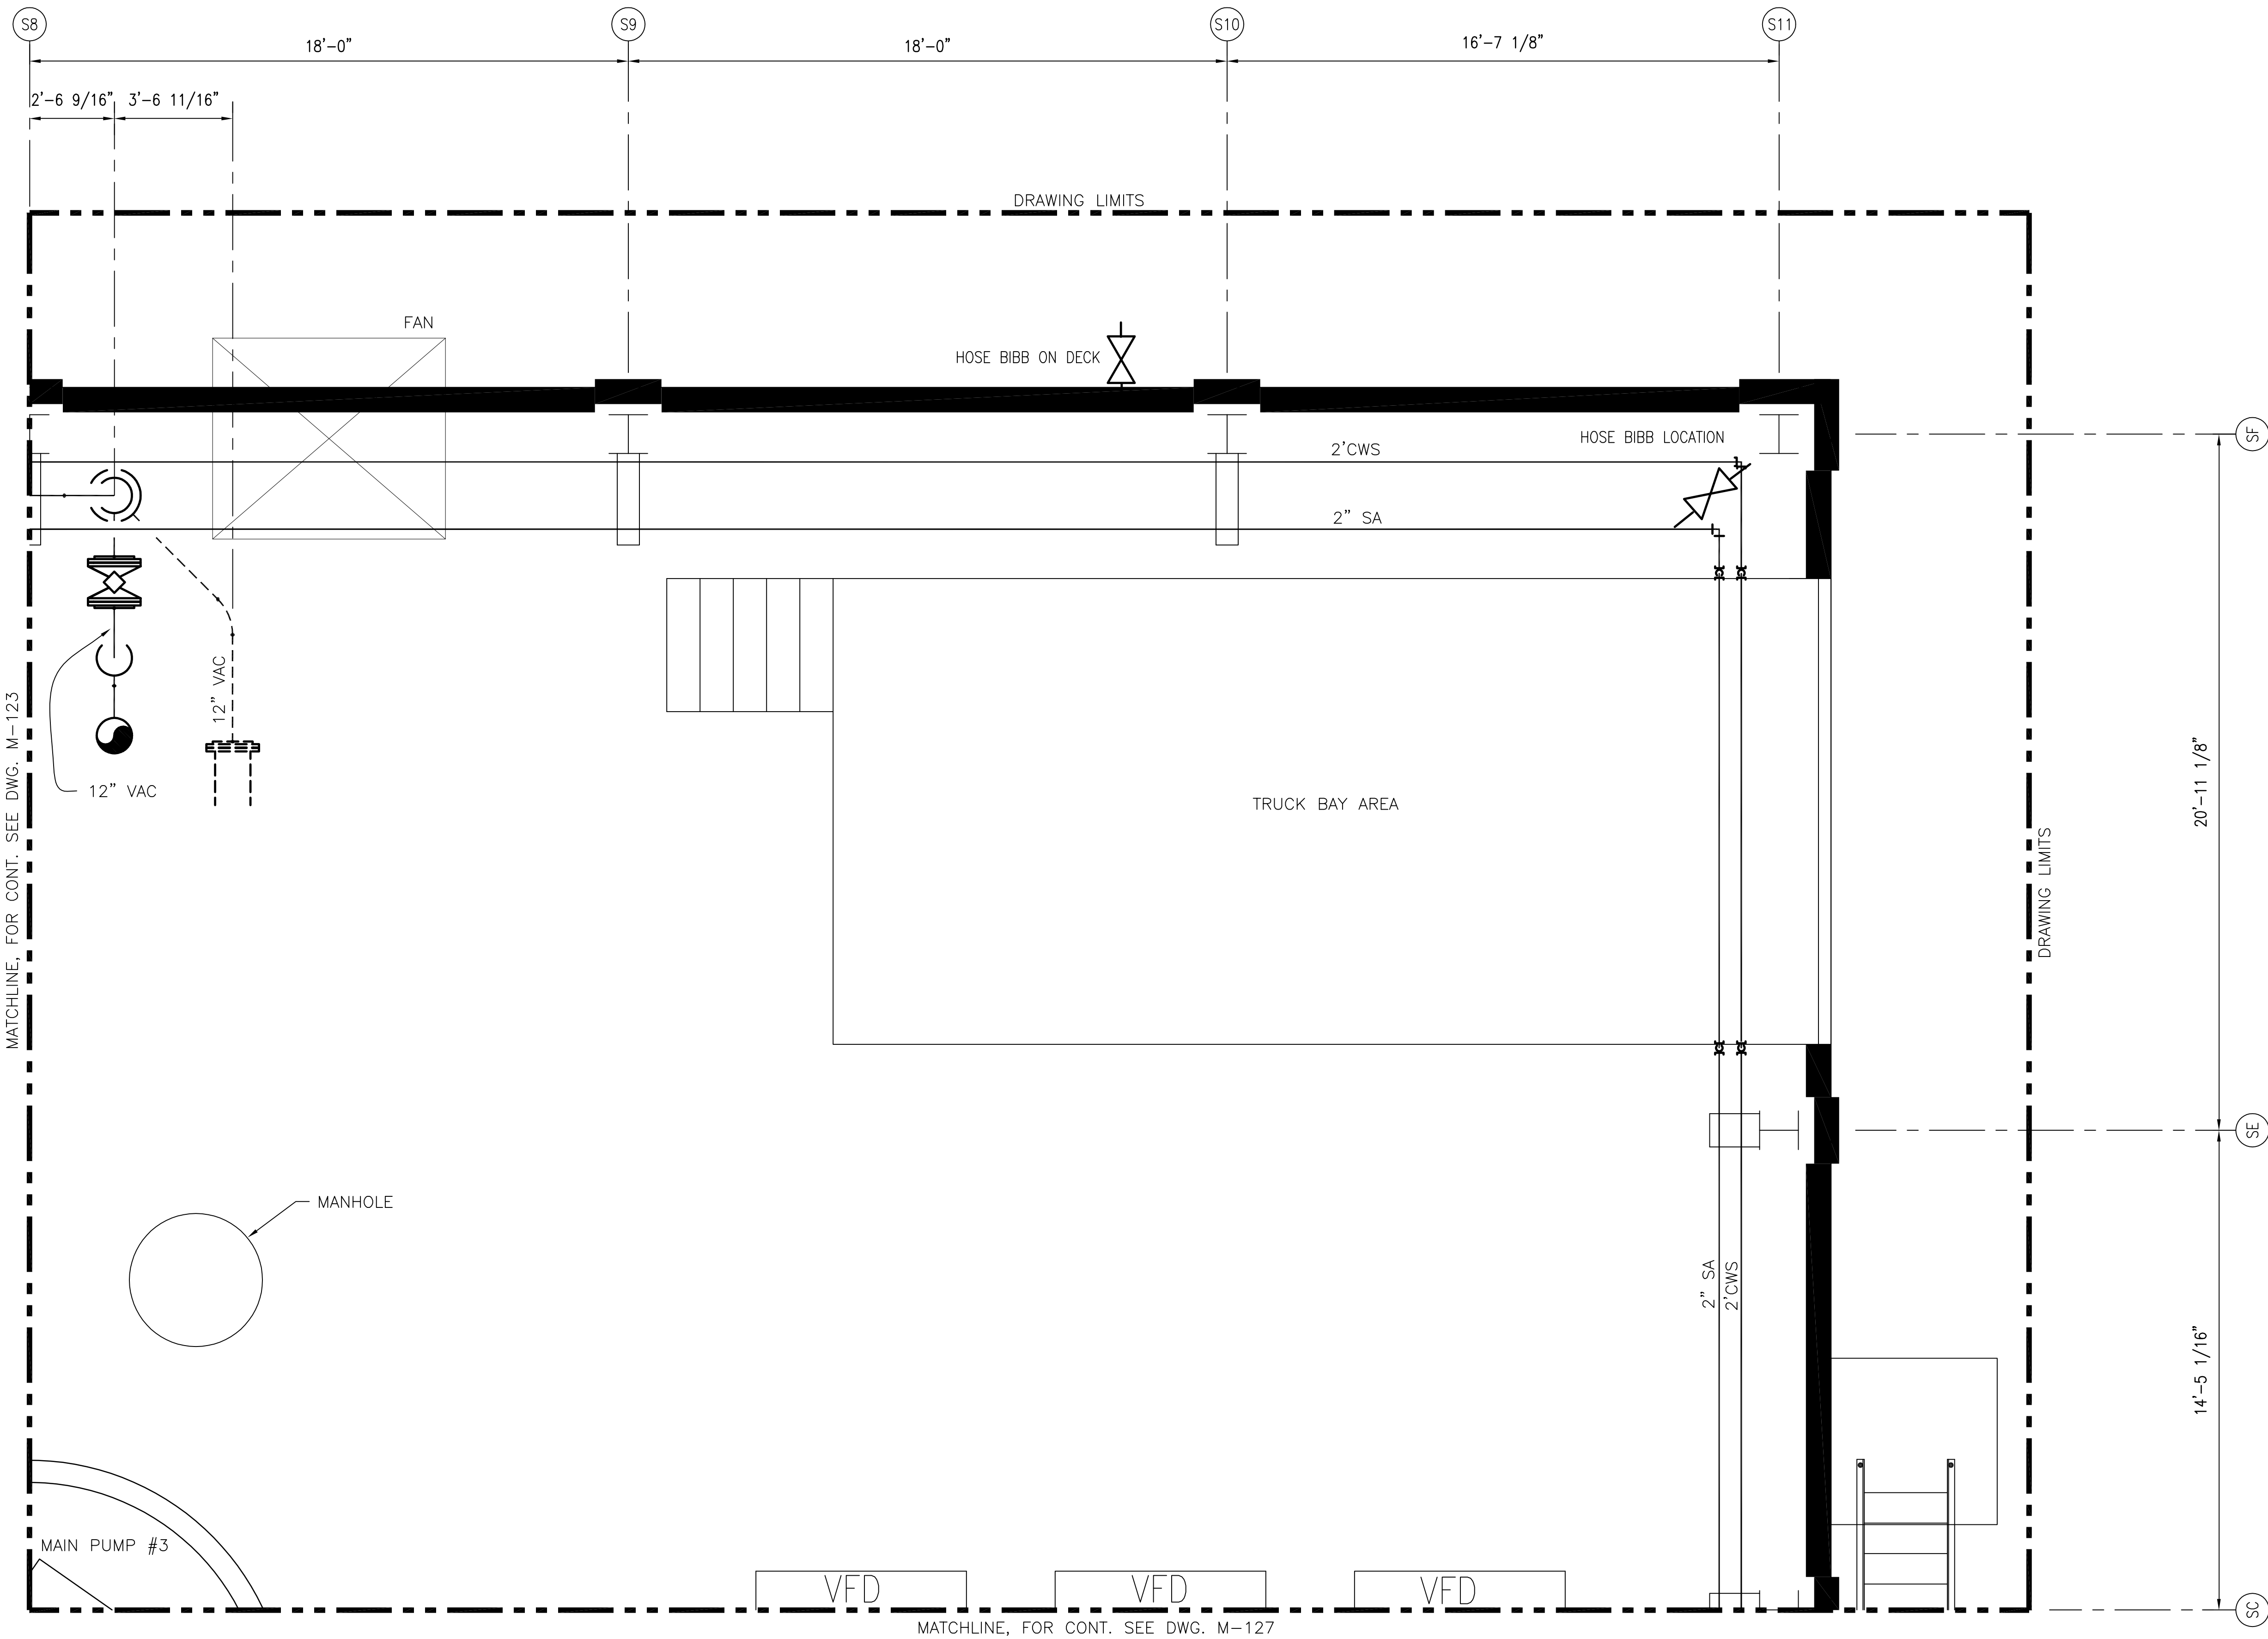 S8
S9
S10
S11
18'-0"
18'-0"
16'-7 1/8"
2'-6 9/16"
3'-6 11/16"
DRAWING LIMITS
FAN
HOSE BIBB ON DECK
HOSE BIBB LOCATION
SF
2'CWS
2" SA
12" VAC
12" VAC
TRUCK BAY AREA
20'-11 1/8"
MATCHLINE, FOR CONT. SEE DWG. M-123
DRAWING LIMITS
SE
MANHOLE
2" SA
2'CWS
14'-5 1/16"
MAIN PUMP #3
VFD
VFD
VFD
SC
MATCHLINE, FOR CONT. SEE DWG. M-127